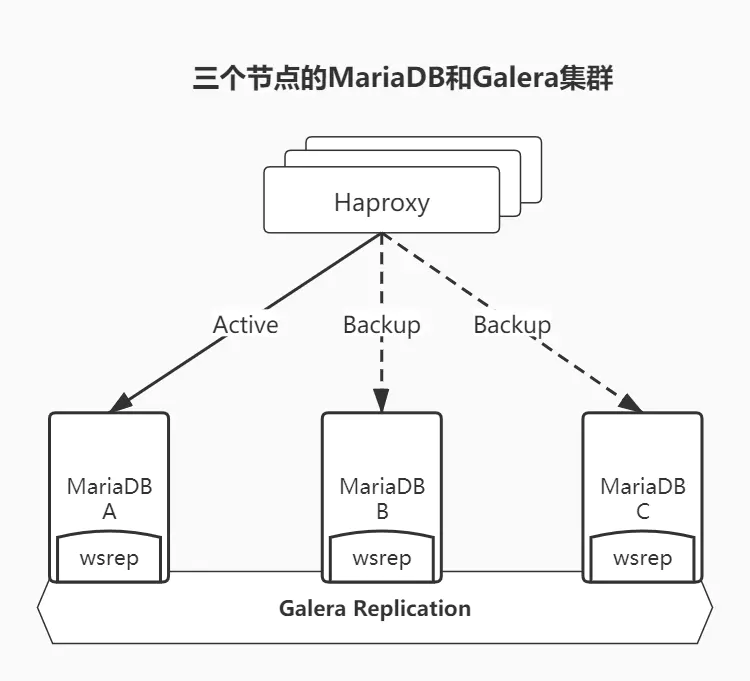 三个节点的MariaDB和Galera集群
Haproxy
Active
Backup
Backup
MariaDB
A
MariaDB
B
MariaDB
C
wsrep
wsrep
wsrep
Galera Replication